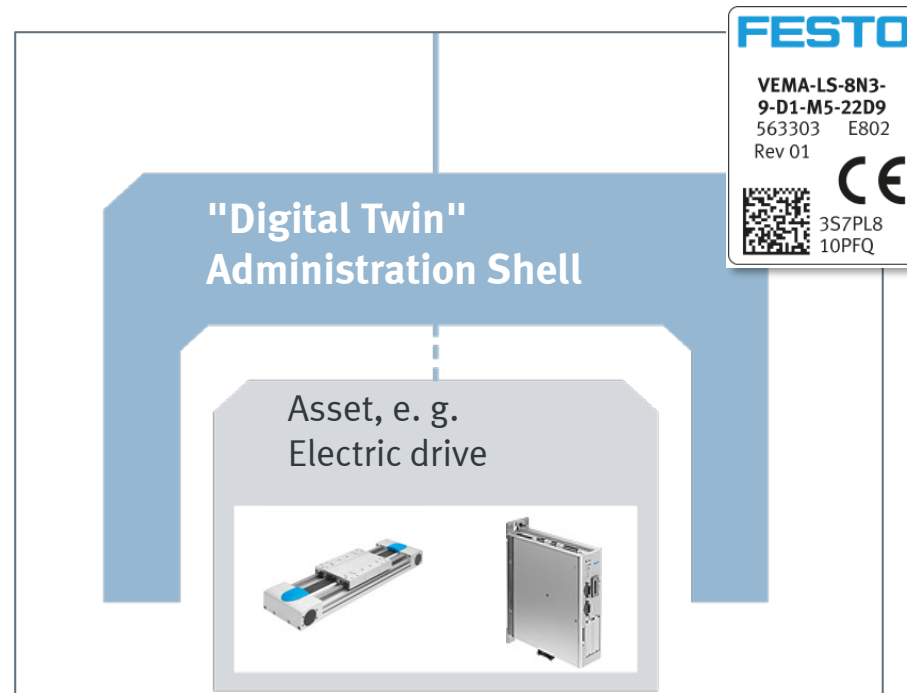 FESTO
VEMA-LS-8N3-
9-D1-M5-22D9
563303 E802
Rev 01
CE
3S7PL8
10PFQ
"Digital Twin"
Administration Shell
Asset, e. g.
Electric drive